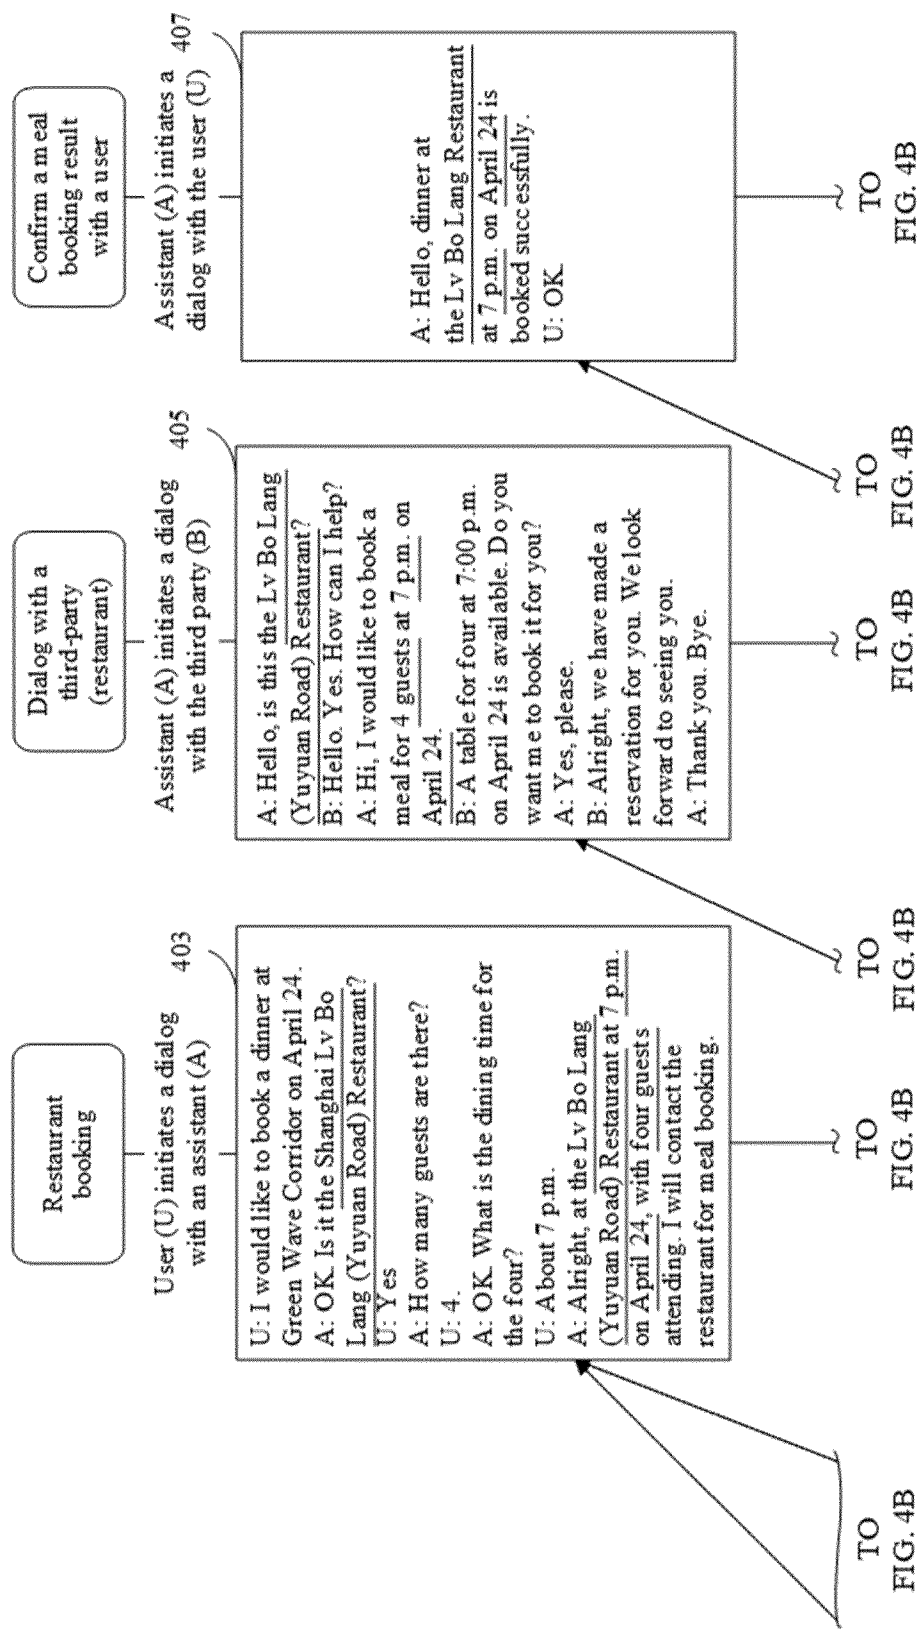 Restaurant
booking
User (U) initiates a dialog
with an assistant (A)
403
U: I would like to book a dinner at
Green Wave Corridor on April 24.
A: OK. Is it the Shanghai Lv Bo
Lang (Yuyuan Road) Restaurant?
U: Yes
A: How many guests are there?
U: 4.
A: OK. What is the dining time for
the four?
U: About 7 p.m.
A: Alright, at the Lv Bo Lang
(Yuyuan Road) Restaurant at 7 p.m.
on April 24, with four guests
attending. I will contact the
restaurant for meal booking.
Dialog with a
third-party
(restaurant)
Assistant (A) initiates a dialog
with the third party (B)
405
A: Hello, is this the Lv Bo Lang
(Yuyuan Road) Restaurant?
B: Hello. Yes. How can I help?
A: Hi, I would like to book a
meal for 4 guests at 7 p.m. on
April 24.
B: A table for four at 7:00 p.m.
on April 24 is available. Do you
want me to book it for you?
A: Yes, please.
B: Alright, we have made a
reservation for you. We look
forward to seeing you.
A: Thank you. Bye.
Confirm a meal
booking result
with a user
Assistant (A) initiates a
dialog with the user (U)
407
A: Hello, dinner at
the Lv Bo Lang Restaurant
at 7 p.m. on April 24 is
booked successfully.
U: OK.
TO
FIG. 4B
TO
FIG. 4B
TO
FIG. 4B
TO
FIG. 4B
TO
FIG. 4B
TO
FIG. 4B